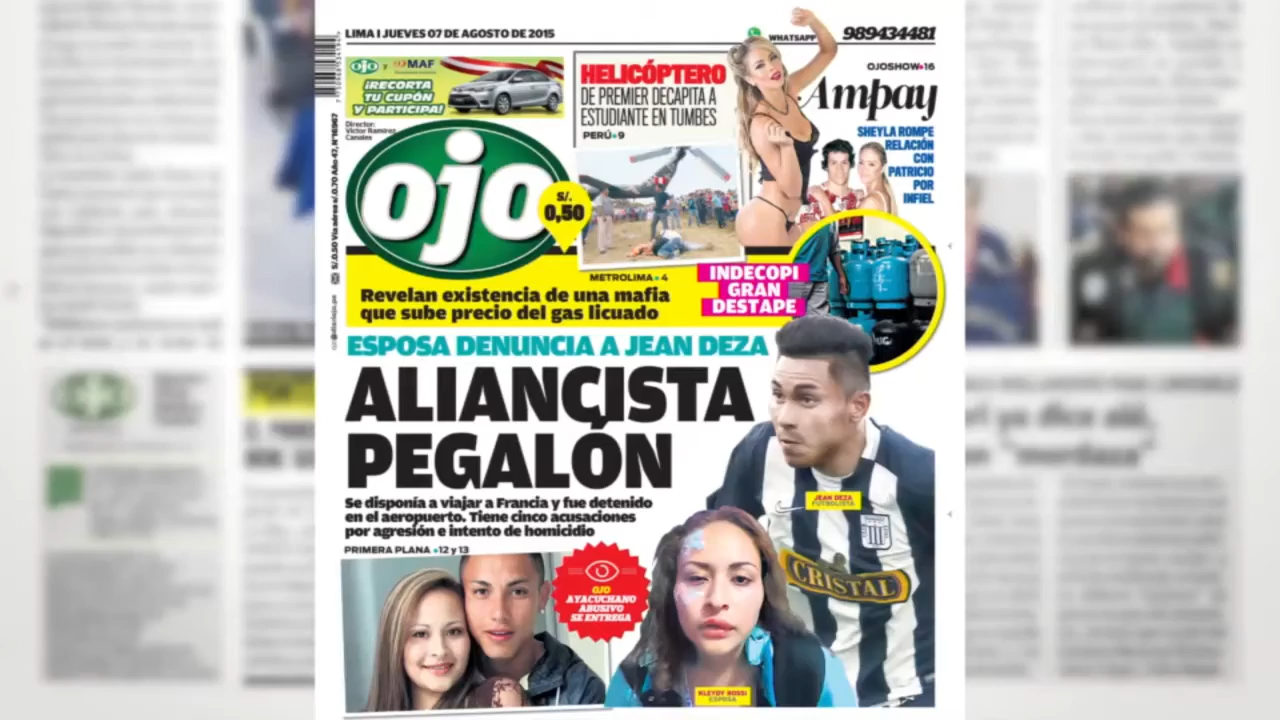 LIMA I JUEVES 07 DE AGOSTO DE 2015
WHATSAPP 989434481
OJO y MAF
¡RECORTA
TU CUPÓN
Y PARTICIPA!
Director:
Víctor Ramírez
Canales
HELICÓPTERO
DE PREMIER DECAPITA A
ESTUDIANTE EN TUMBES
PERÚ•9
OJOSHOW•16
Ampay
SHEYLA ROMPE
RELACIÓN
CON
PATRICIO
POR
INFIEL
ojo
S/.
0,50
METROLIMA•4
Revelan existencia de una mafia
que sube precio del gas licuado
INDECOPI
GRAN
DESTAPE
ESPOSA DENUNCIA A JEAN DEZA
ALIANCISTA
PEGALÓN
Se disponía a viajar a Francia y fue detenido
en el aeropuerto. Tiene cinco acusaciones
por agresión e intento de homicidio
PRIMERA PLANA •12 y 13
OJO
AYACUCHANO
ABUSIVO
SE ENTREGA
JEAN DEZA
FUTBOLISTA
CRISTAL
KLEYDY ROSSI
ESPOSA